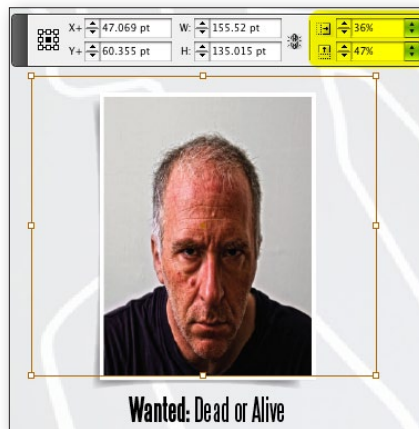 X+ 47.069 pt W: 155.52 pt 36%
Y+ 60.355 pt H: 135.015 pt 47%
Wanted: Dead or Alive